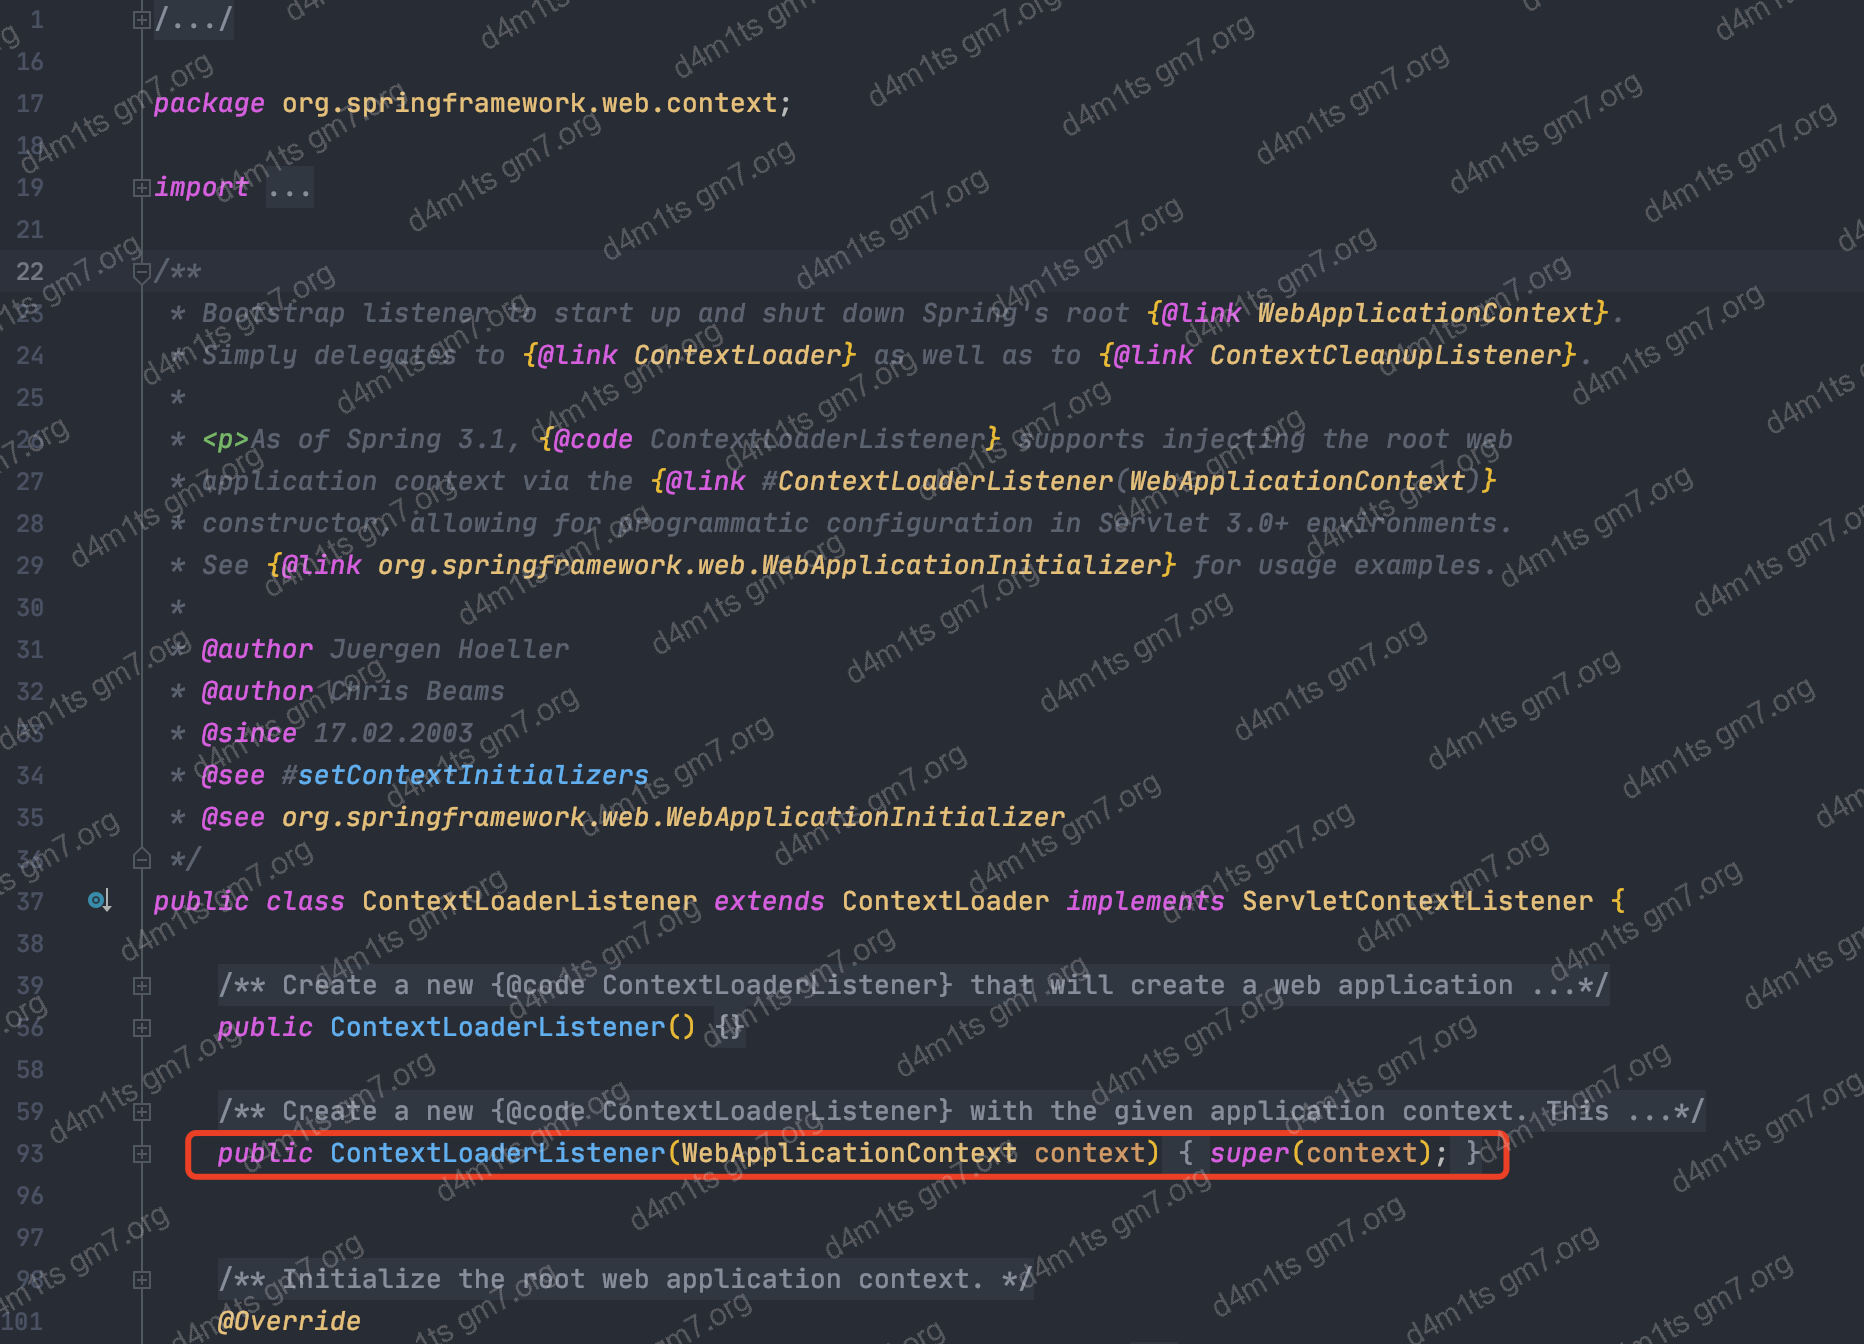 1 /.../
16
17 package org.springframework.web.context;
18
19 import ...
21
22 /**
23  * Bootstrap listener to start up and shut down Spring's root {@link WebApplicationContext}.
24  * Simply delegates to {@link ContextLoader} as well as to {@link ContextCleanupListener}.
25  *
26  * <p>As of Spring 3.1, {@code ContextLoaderListener} supports injecting the root web
27  * application context via the {@link #ContextLoaderListener(WebApplicationContext)}
28  * constructor, allowing for programmatic configuration in Servlet 3.0+ environments.
29  * See {@link org.springframework.web.WebApplicationInitializer} for usage examples.
30  *
31  * @author Juergen Hoeller
32  * @author Chris Beams
33  * @since 17.02.2003
34  * @see #setContextInitializers
35  * @see org.springframework.web.WebApplicationInitializer
36  */
37 public class ContextLoaderListener extends ContextLoader implements ServletContextListener {
38
39     /** Create a new {@code ContextLoaderListener} that will create a web application ...*/
56     public ContextLoaderListener() {}
58
59     /** Create a new {@code ContextLoaderListener} with the given application context. This ...*/
93     public ContextLoaderListener(WebApplicationContext context) { super(context); }
96
97
98     /** Initialize the root web application context. */
101     @Override
d4m1ts gm7.org